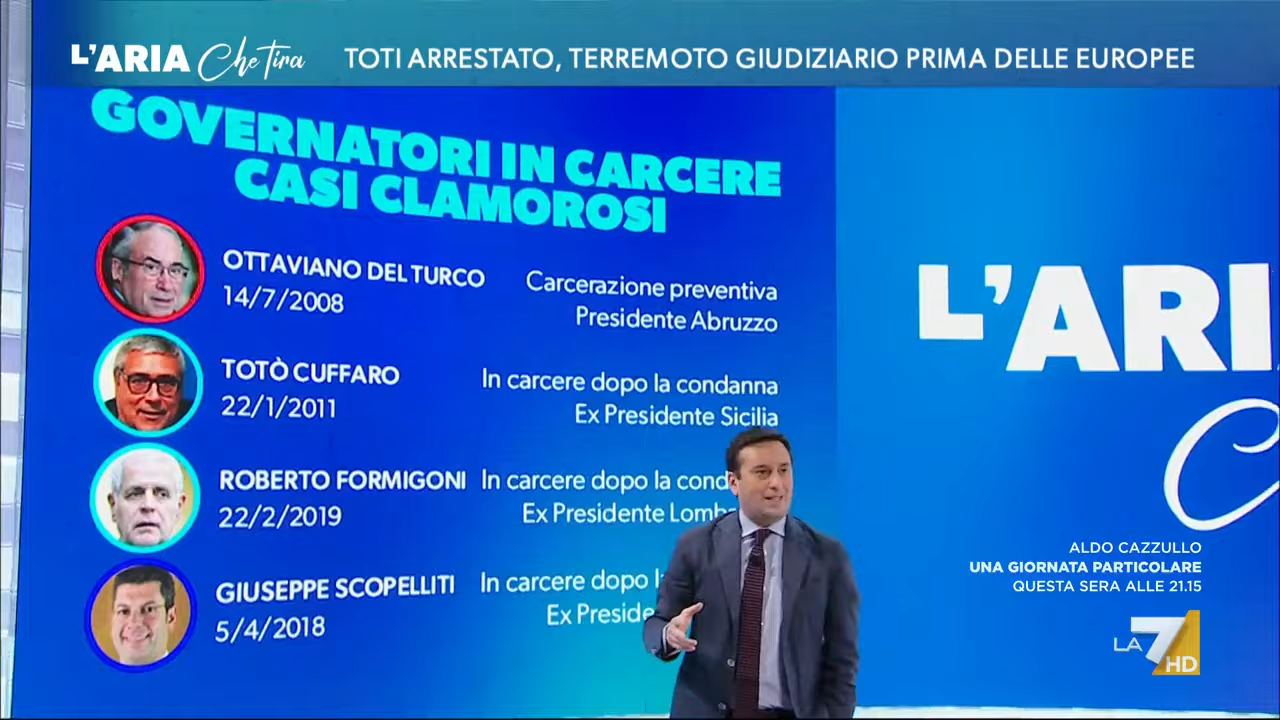 L'ARIA Che tira
TOTI ARRESTATO, TERREMOTO GIUDIZIARIO PRIMA DELLE EUROPEE
GOVERNATORI IN CARCERE
CASI CLAMOROSI
OTTAVIANO DEL TURCO
14/7/2008
Carcerazione preventiva
Presidente Abruzzo
TOTÒ CUFFARO
22/1/2011
In carcere dopo la condanna
Ex Presidente Sicilia
ROBERTO FORMIGONI
22/2/2019
In carcere dopo la cond
Ex Presidente Lomb
GIUSEPPE SCOPELLITI
5/4/2018
In carcere dopo l
Ex Preside
L'ARI
C
ALDO CAZZULLO
UNA GIORNATA PARTICOLARE
QUESTA SERA ALLE 21.15
LA 7 HD